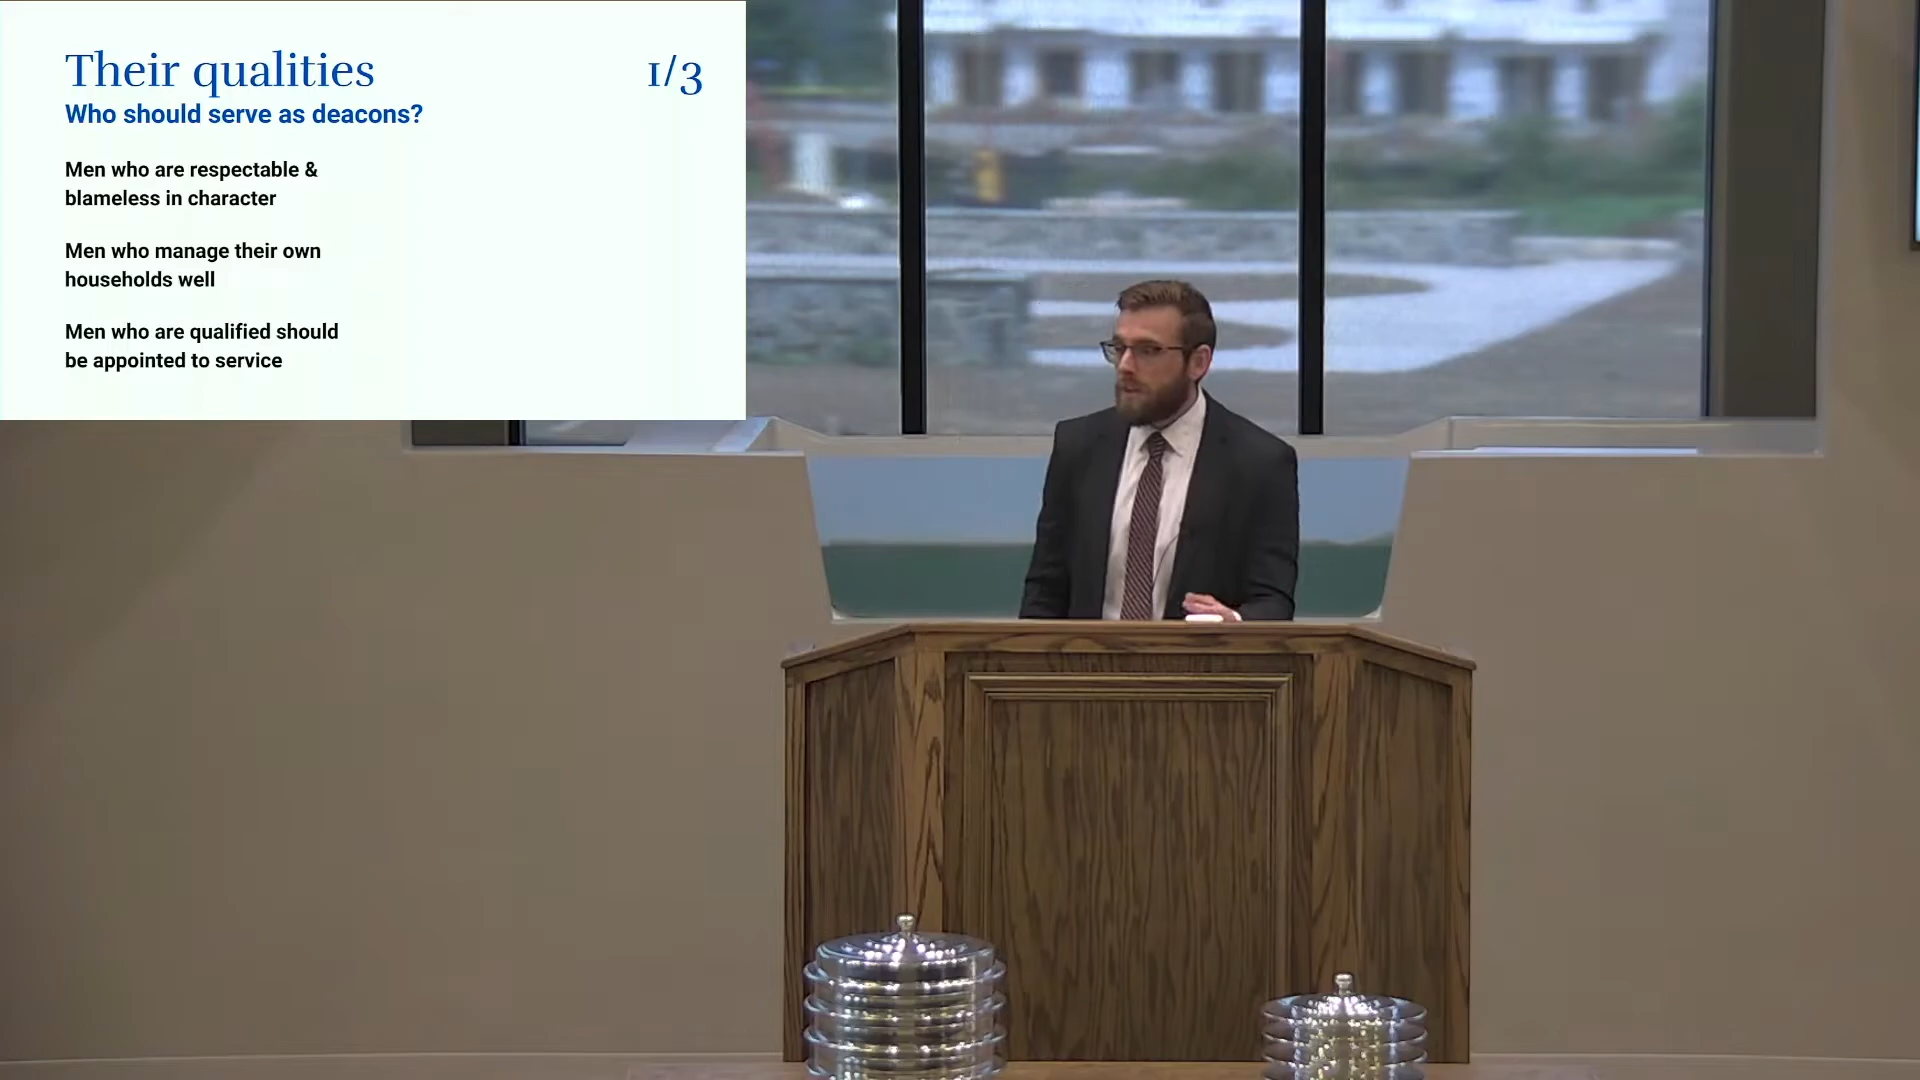 Their qualities
1/3
Who should serve as deacons?
Men who are respectable &
blameless in character
Men who manage their own
households well
Men who are qualified should
be appointed to service